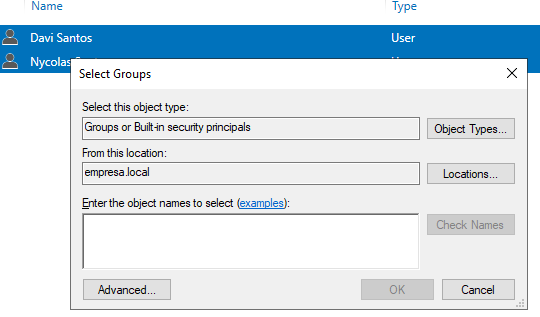 Name Type
Davi Santos User
Nycolas
Select Groups
Select this object type:
Groups or Built-in security principals
Object Types...
From this location:
empresa.local
Locations...
Enter the object names to select (examples):
Check Names
Advanced...
OK
Cancel